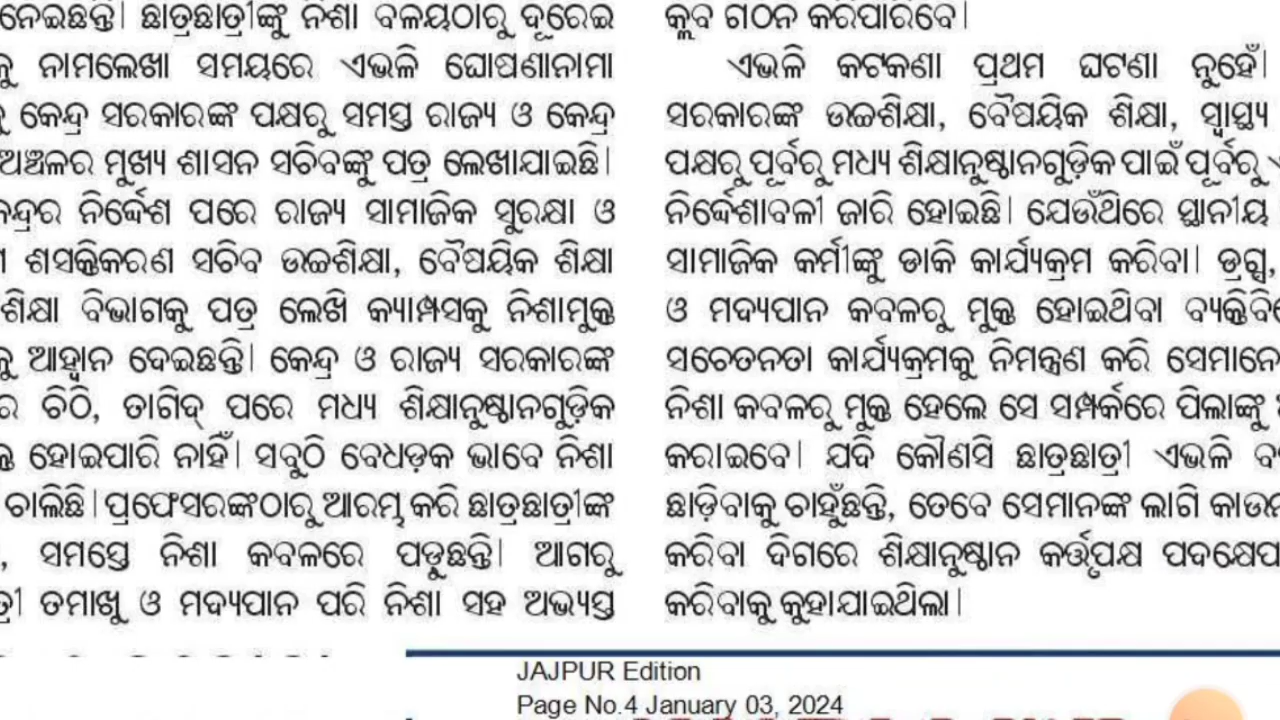 ନେଇଛନ୍ତି। ଛାତ୍ରଛାତ୍ରୀଙ୍କୁ ନିଶା ବଳୟଠାରୁ ଦୂରେଇ
ନାମଲେଖା ସମୟରେ ଏଭଳି ଘୋଷଣାନାମା
କେନ୍ଦ୍ର ସରକାରଙ୍କ ପକ୍ଷରୁ ସମସ୍ତ ରାଜ୍ୟ ଓ କେନ୍ଦ୍ର
ଅଞ୍ଚଳର ମୁଖ୍ୟ ଶାସନ ସଚିବଙ୍କୁ ପତ୍ର ଲେଖାଯାଇଛି।
ନିର୍ଦ୍ଦେଶ ପରେ ରାଜ୍ୟ ସାମାଜିକ ସୁରକ୍ଷା ଓ
ଶସକ୍ତିକରଣ ସଚିବ ଉଚ୍ଚଶିକ୍ଷା, ବୈଷୟିକ ଶିକ୍ଷା
ଶିକ୍ଷା ବିଭାଗକୁ ପତ୍ର ଲେଖି କ୍ୟାମ୍ପସକୁ ନିଶାମୁକ୍ତ
ଆହ୍ୱାନ ଦେଇଛନ୍ତି। କେନ୍ଦ୍ର ଓ ରାଜ୍ୟ ସରକାରଙ୍କ
ଚିଠି, ତାଗିଦ୍ ପରେ ମଧ୍ୟ ଶିକ୍ଷାନୁଷ୍ଠାନଗୁଡ଼ିକ
ହୋଇପାରି ନାହିଁ। ସବୁଠି ବେଧଡ଼କ ଭାବେ ନିଶା
ଚାଲିଛି। ପ୍ରଫେସରଙ୍କଠାରୁ ଆରମ୍ଭ କରି ଛାତ୍ରଛାତ୍ରୀଙ୍କ
, ସମସ୍ତେ ନିଶା କବଳରେ ପଡ଼ୁଛନ୍ତି। ଆଗରୁ
ତମାଖୁ ଓ ମଦ୍ୟପାନ ପରି ନିଶା ସହ ଅଭ୍ୟସ୍ତ
କ୍ଲବ ଗଠନ କରିପାରିବେ।
ଏଭଳି କଟକଣା ପ୍ରଥମ ଘଟଣା ନୁହେଁ।
ସରକାରଙ୍କ ଉଚ୍ଚଶିକ୍ଷା, ବୈଷୟିକ ଶିକ୍ଷା, ସ୍ୱାସ୍ଥ୍ୟ
ପକ୍ଷରୁ ପୂର୍ବରୁ ମଧ୍ୟ ଶିକ୍ଷାନୁଷ୍ଠାନଗୁଡ଼ିକ ପାଇଁ ପୂର୍ବରୁ
ନିର୍ଦ୍ଦେଶାବଳୀ ଜାରି ହୋଇଛି। ଯେଉଁଥିରେ ସ୍ଥାନୀୟ
ସାମାଜିକ କର୍ମୀଙ୍କୁ ଡାକି କାର୍ଯ୍ୟକ୍ରମ କରିବା। ଡ୍ରଗ୍ସ,
ଓ ମଦ୍ୟପାନ କବଳରୁ ମୁକ୍ତ ହୋଇଥିବା
ସଚେତନତା କାର୍ଯ୍ୟକ୍ରମକୁ ନିମନ୍ତ୍ରଣ କରି ସେମାନେ
ନିଶା କବଳରୁ ମୁକ୍ତ ହେଲେ ସେ ସମ୍ପର୍କରେ ପିଲାଙ୍କୁ
କରାଇବେ। ଯଦି କୌଣସି ଛାତ୍ରଛାତ୍ରୀ ଏଭଳି
ଛାଡ଼ିବାକୁ ଚାହୁଁଛନ୍ତି, ତେବେ ସେମାନଙ୍କ ଲାଗି
କରିବା ଦିଗରେ ଶିକ୍ଷାନୁଷ୍ଠାନ କର୍ତ୍ତୃପକ୍ଷ ପଦକ୍ଷେପ
କରିବାକୁ କୁହାଯାଇଥିଲା।
JAJPUR Edition
Page No.4 January 03, 2024